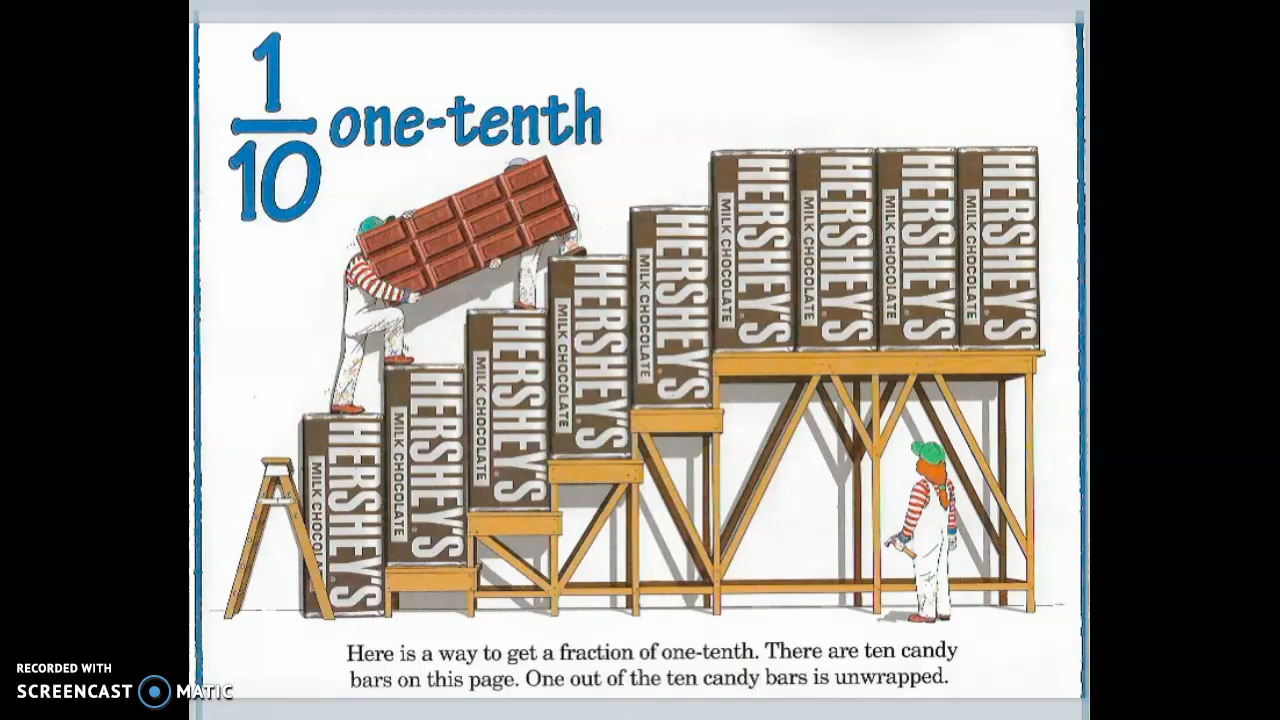 1
10
one-tenth
HERSHEY'S
MILK CHOCOLATE
HERSHEY'S
MILK CHOCOLATE
HERSHEY'S
MILK CHOCOLATE
HERSHEY'S
MILK CHOCOLATE
HERSHEY'S
MILK CHOCOLATE
HERSHEY'S
MILK CHOCOLATE
HERSHEY'S
MILK CHOCOLATE
HERSHEY'S
MILK CHOCOLATE
HERSHEY'S
MILK CHOCOL
Here is a way to get a fraction of one-tenth. There are ten candy
bars on this page. One out of the ten candy bars is unwrapped.
RECORDED WITH
SCREENCAST MATIC